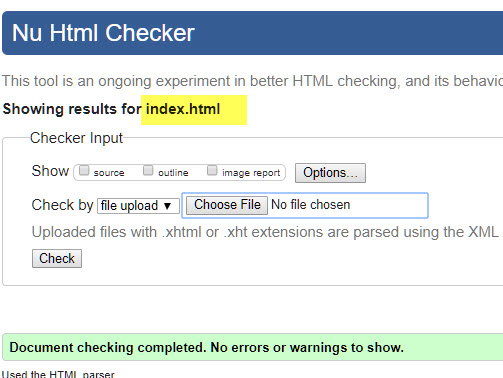 Nu Html Checker
This tool is an ongoing experiment in better HTML checking, and its behavio
Showing results for index.html
Checker Input
Show source outline image report Options...
Check by file upload ▼ Choose File No file chosen
Uploaded files with .xhtml or .xht extensions are parsed using the XML
Check
Document checking completed. No errors or warnings to show.
Used the HTML parser